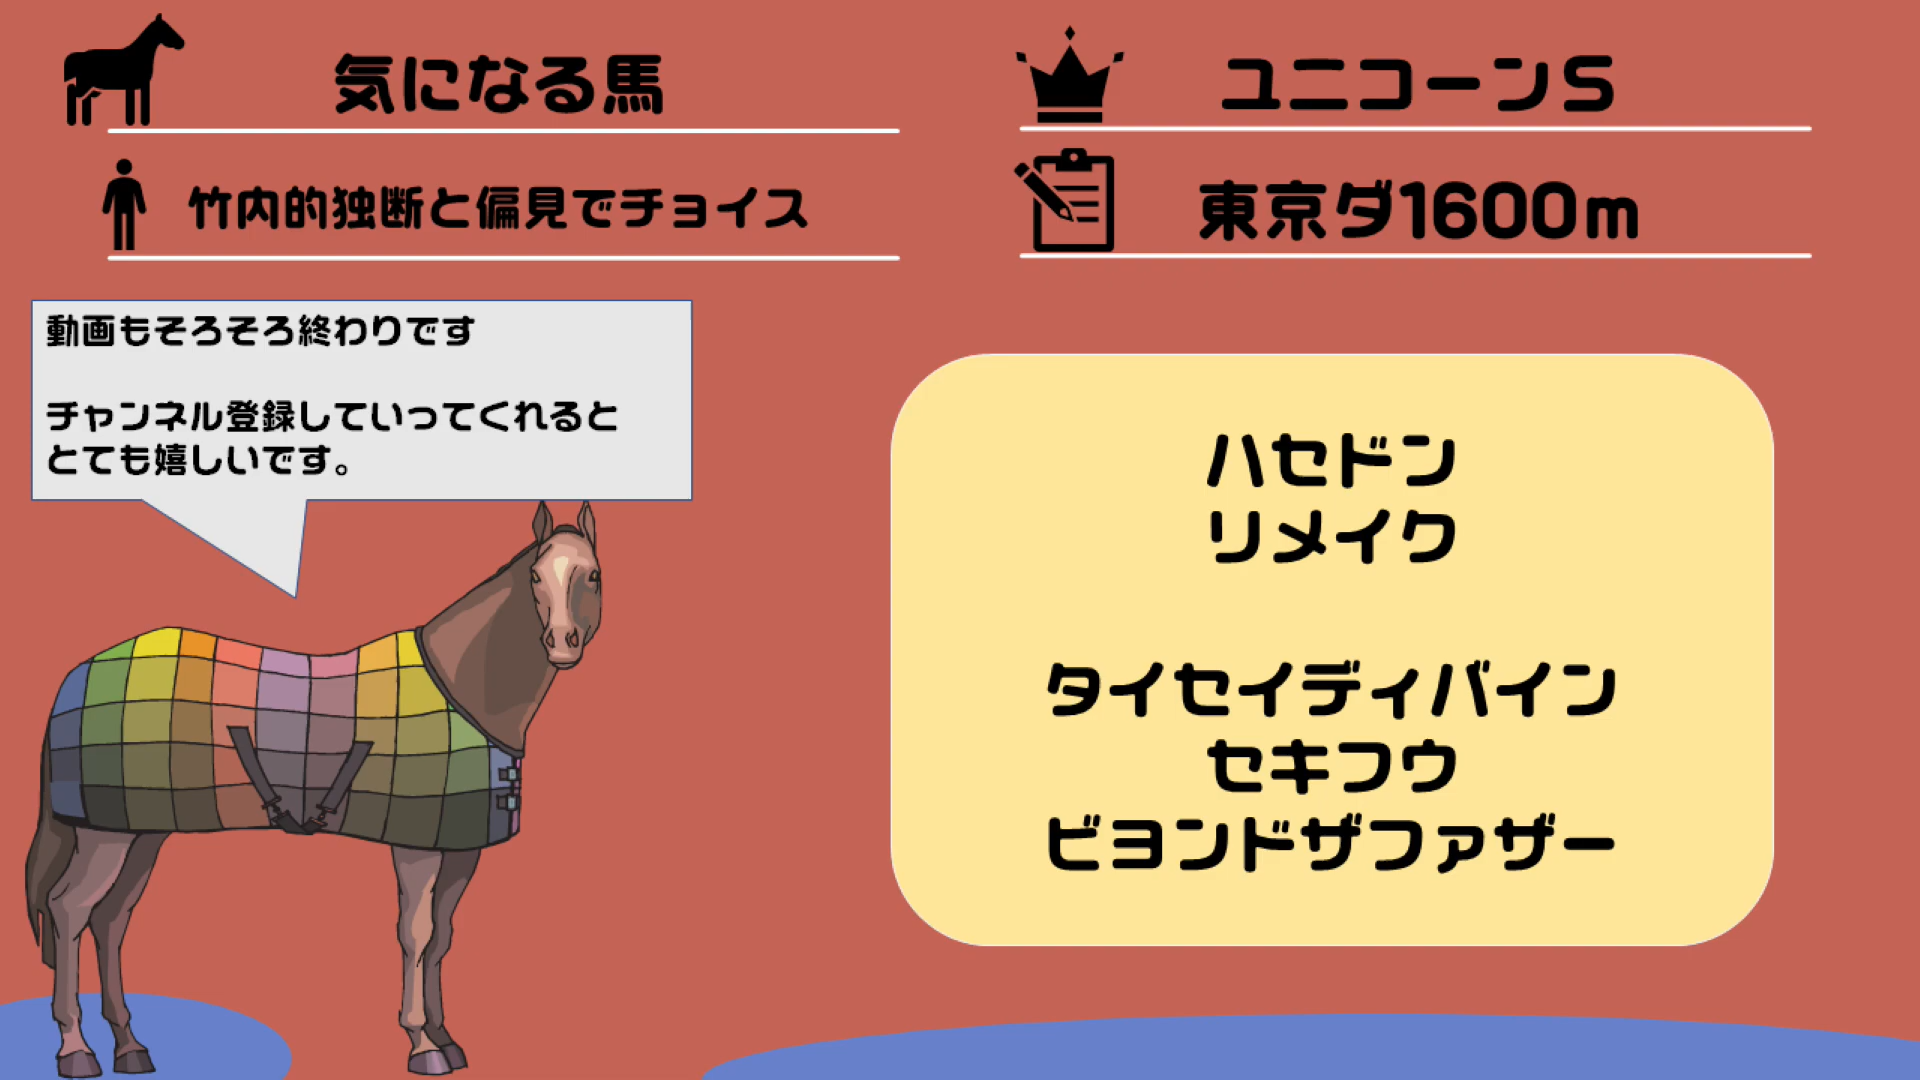 気になる馬
竹内的独断と偏見でチョイス
ユニコーンS
東京ダ1600m
動画もそろそろ終わりです
チャンネル登録していってくれると
とても嬉しいです。
ハセドン
リメイク
タイセイディバイン
セキフウ
ビヨンドザファザー